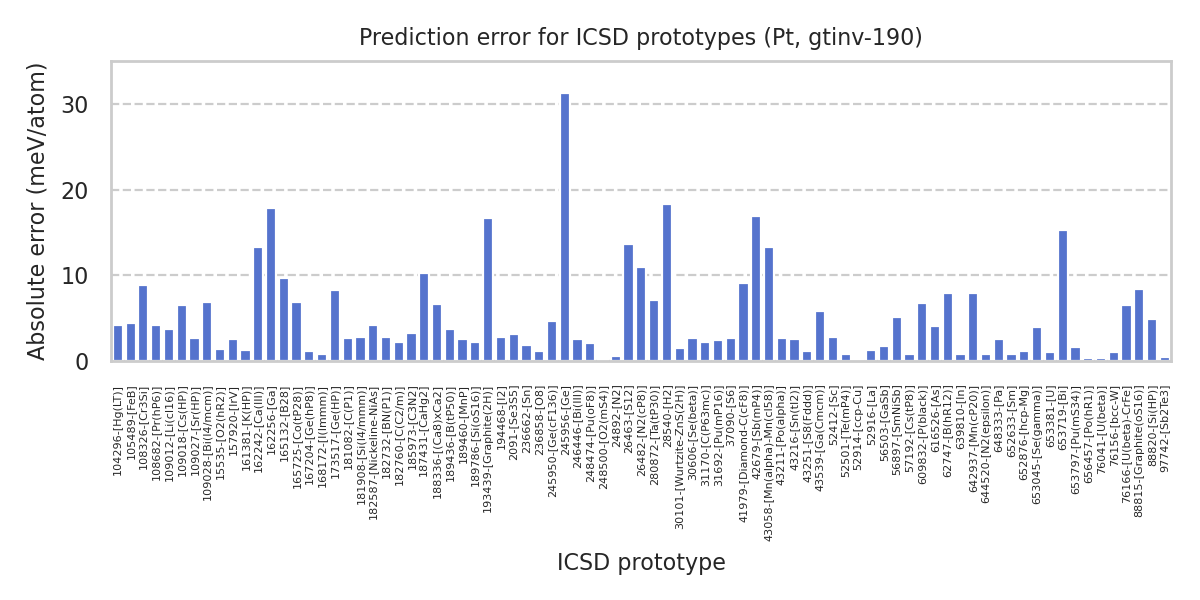 Prediction error for ICSD prototypes (Pt, gtinv-190)
Absolute error (meV/atom)
30
20
10
0
104296-[Hg(LT)]
105489-[FeB]
108326-[Cr3Si]
108682-[Pr(hP6)]
109012-[Li(cI16)]
109018-[Cs(HP)]
109027-[Sr(HP)]
109028-[Bi(I4/mcm)]
15535-[O2(hR2)]
157920-[IrV]
161381-[K(HP)]
162242-[Ca(III)]
162256-[Ga]
165132-[B28]
165725-[Co(tP28)]
167204-[Ge(hP8)]
168172-[I(Immm)]
173517-[Ge(HP)]
181082-[C(P1)]
181908-[Si(I4/mmm)]
182587-[Nickeline-NiAs]
182732-[BN(P1)]
182760-[C(C2/m)]
185973-[C3N2]
187431-[CaHg2]
188336-[(Ca8)xCa2]
189436-[B(tP50)]
189460-[MnP]
189786-[Si(oS16)]
193439-[Graphite(2H)]
194468-[I2]
2091-[Se3S5]
236662-[Sn]
236858-[O8]
245950-[Ge(cF136)]
245956-[Ge]
246446-[Bi(III)]
248474-[Pu(oF8)]
248500-[O2(mS4)]
24892-[N2]
26463-[S12]
26482-[N2(cP8)]
280872-[Ta(tP30)]
28540-[H2]
30101-[Wurtzite-ZnS(2H)]
30606-[Se(beta)]
31170-[C(P63mc)]
31692-[Pu(mP16)]
37090-[S6]
41979-[Diamond-C(cF8)]
42679-[Sb(mP4)]
43058-[Mn(alpha)-Mn(cI58)]
43211-[Po(alpha)]
43216-[Sn(tI2)]
43251-[S8(Fddd)]
43539-[Ga(Cmcm)]
52412-[Sc]
52501-[Te(mP4)]
52914-[ccp-Cu]
52916-[La]
56503-[GaSb]
56897-[SmNiSb]
57192-[Cs(tP8)]
609832-[P(black)]
616526-[As]
62747-[B(hR12)]
639810-[In]
642937-[Mn(cP20)]
644520-[N2(epsilon)]
648333-[Pa]
652633-[Sm]
652876-[hcp-Mg]
653045-[Se(gamma)]
653381-[U]
653719-[Bi]
653797-[Pu(mS34)]
655457-[Po(hR1)]
76041-[U(beta)]
76156-[bcc-W]
76166-[U(beta)-CrFe]
88815-[Graphite(oS16)]
88820-[Si(HP)]
97742-[Sb2Te3]
ICSD prototype